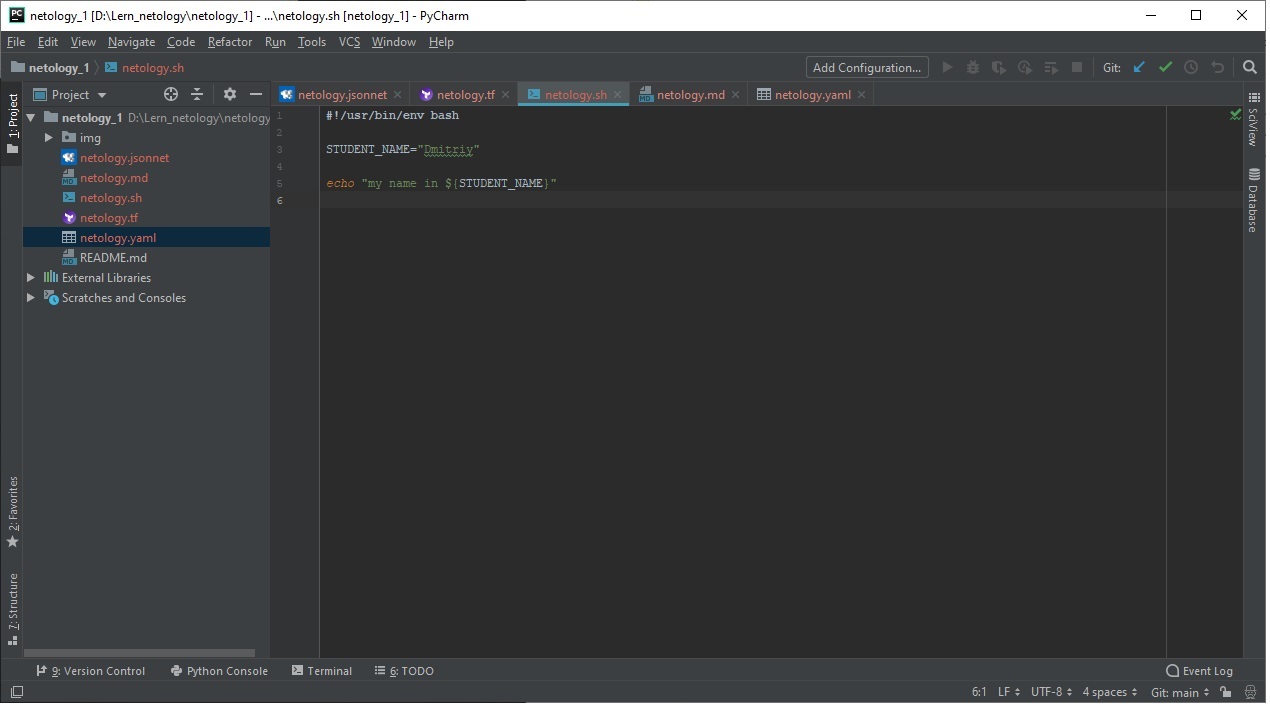 netology_1 [D:\Lern_netology\netology_1] - ...\netology.sh [netology_1] - PyCharm
File Edit View Navigate Code Refactor Run Tools VCS Window Help
netology_1 netology.sh Add Configuration... Git:
1: Project
Project
netology.jsonnet netology.tf netology.sh netology.md netology.yaml
netology_1 D:\Lern_netology\netology
img
netology.jsonnet
netology.md
netology.sh
netology.tf
netology.yaml
README.md
External Libraries
Scratches and Consoles
1 #!/usr/bin/env bash
2
3 STUDENT_NAME="Dmitriy"
4
5 echo "my name in ${STUDENT_NAME}"
6
SciView
Database
2: Favorites
7: Structure
9: Version Control Python Console Terminal 6: TODO Event Log
6:1 LF UTF-8 4 spaces Git: main